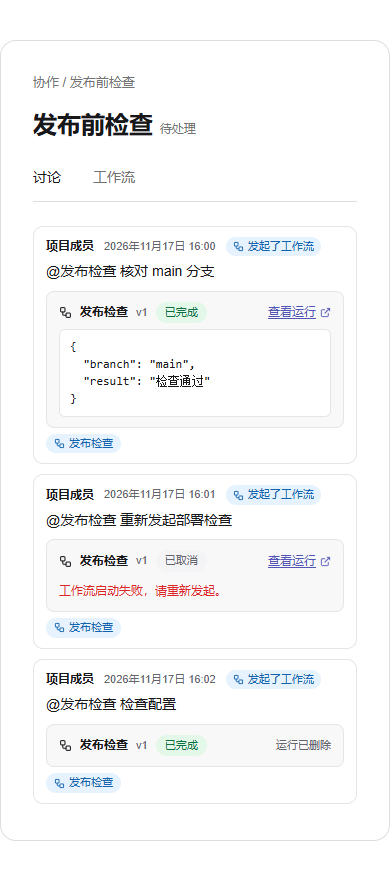 协作 / 发布前检查
发布前检查 待处理
讨论 工作流
项目成员 2026年11月17日 16:00 发起了工作流
@发布检查 核对 main 分支
发布检查 v1 已完成 查看运行
{
"branch": "main",
"result": "检查通过"
}
发布检查
项目成员 2026年11月17日 16:01 发起了工作流
@发布检查 重新发起部署检查
发布检查 v1 已取消 查看运行
工作流启动失败，请重新发起。
发布检查
项目成员 2026年11月17日 16:02 发起了工作流
@发布检查 检查配置
发布检查 v1 已完成 运行已删除
发布检查